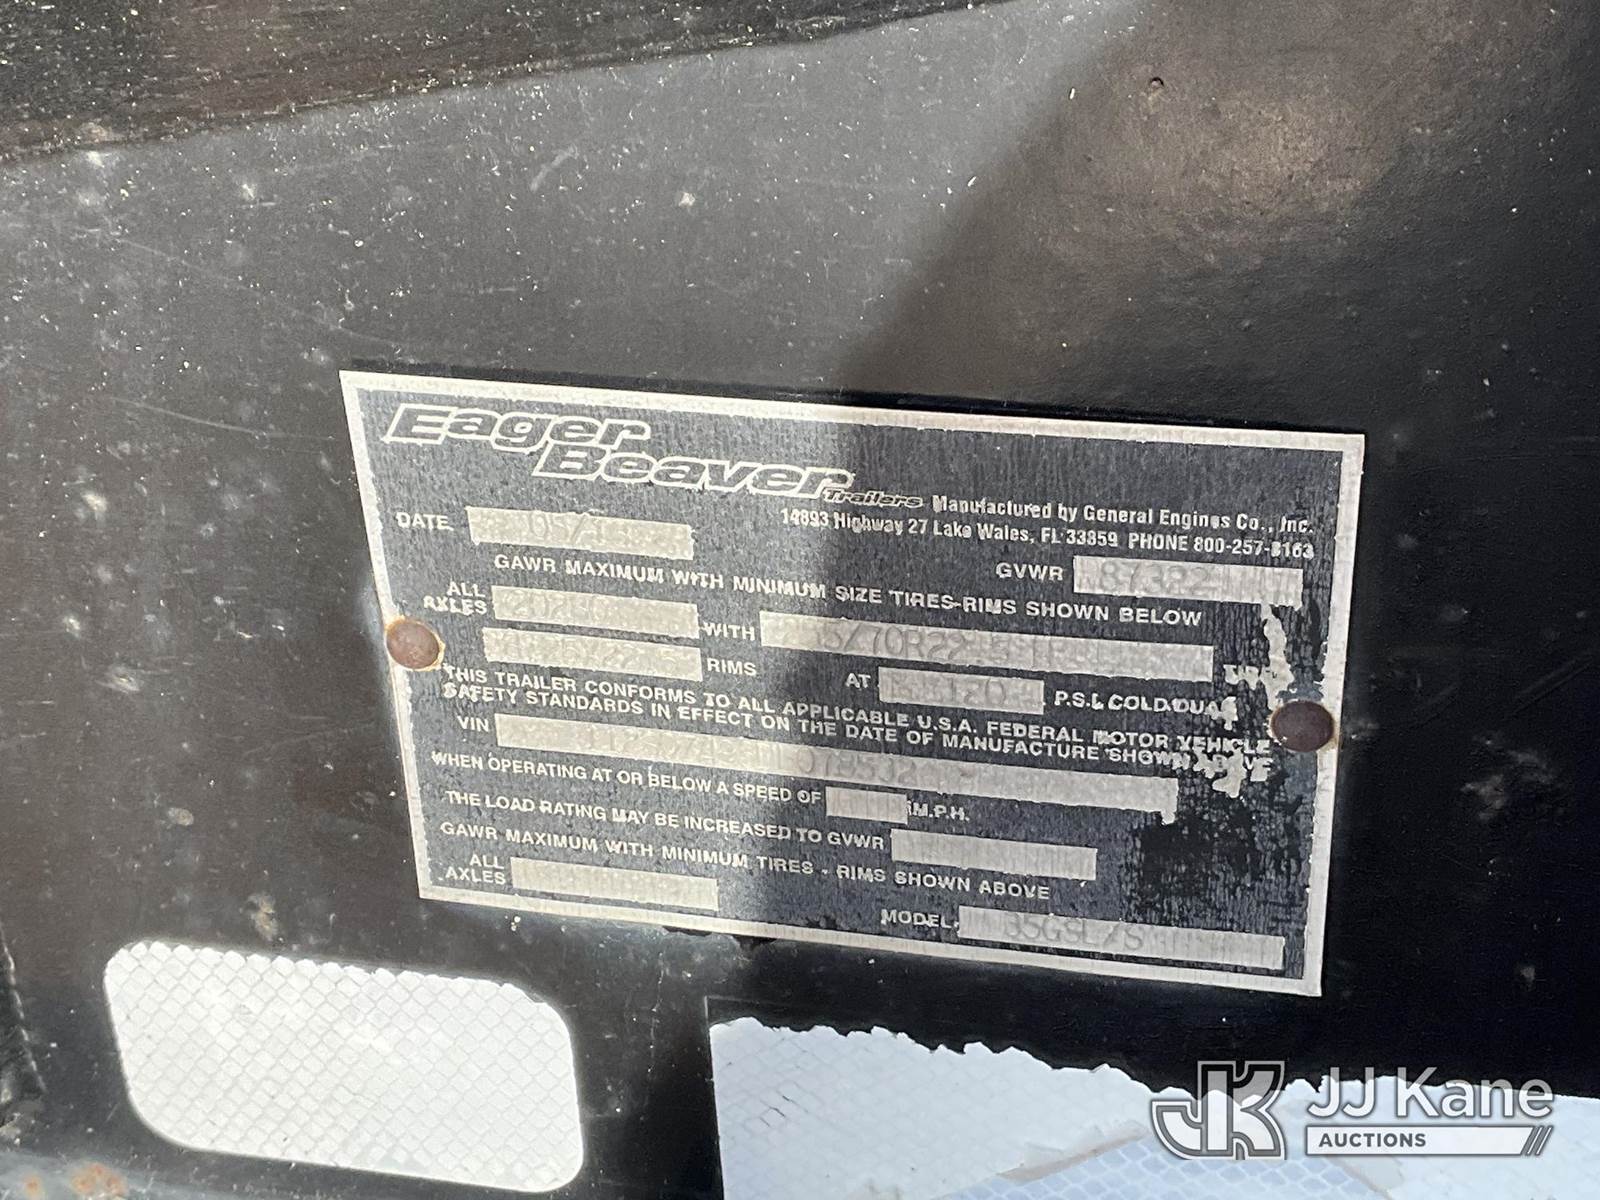 Eager
Beaver
Trailers Manufactured by General Engines Co., Inc.
14893 Highway 27 Lake Wales, FL 33859 PHONE 800-257-8163
DATE
GVWR
GAWR MAXIMUM WITH MINIMUM SIZE TIRES-RIMS SHOWN BELOW
ALL
AXLES
WITH
RIMS
AT
P.S.I. COLD/DUAL
THIS TRAILER CONFORMS TO ALL APPLICABLE U.S.A. FEDERAL MOTOR VEHICLE
SAFETY STANDARDS IN EFFECT ON THE DATE OF MANUFACTURE SHOWN ABOVE
VIN
WHEN OPERATING AT OR BELOW A SPEED OF M.P.H.
THE LOAD RATING MAY BE INCREASED TO GVWR
GAWR MAXIMUM WITH MINIMUM TIRES - RIMS SHOWN ABOVE
ALL
AXLES
MODEL: 35GSL/S
JK JJ Kane
AUCTIONS